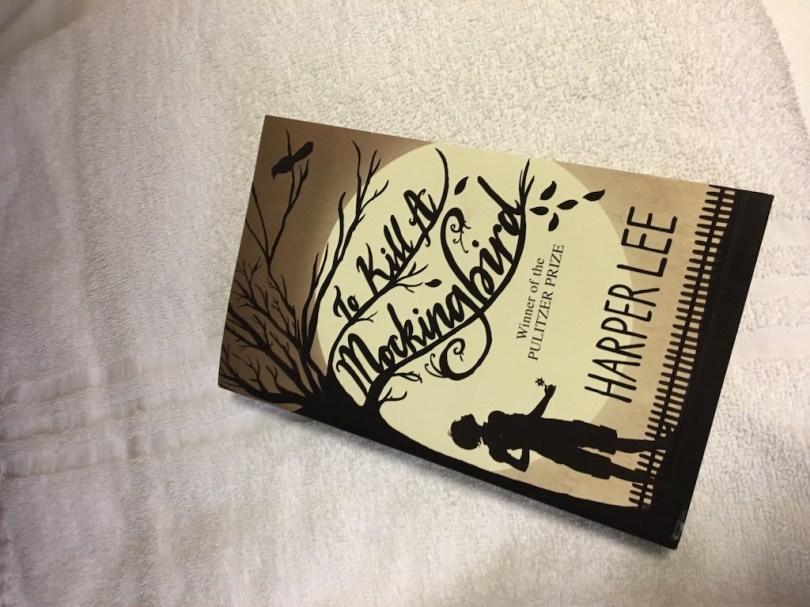 To Kill A
Mockingbird
Winner of the
PULITZER PRIZE
HARPER LEE